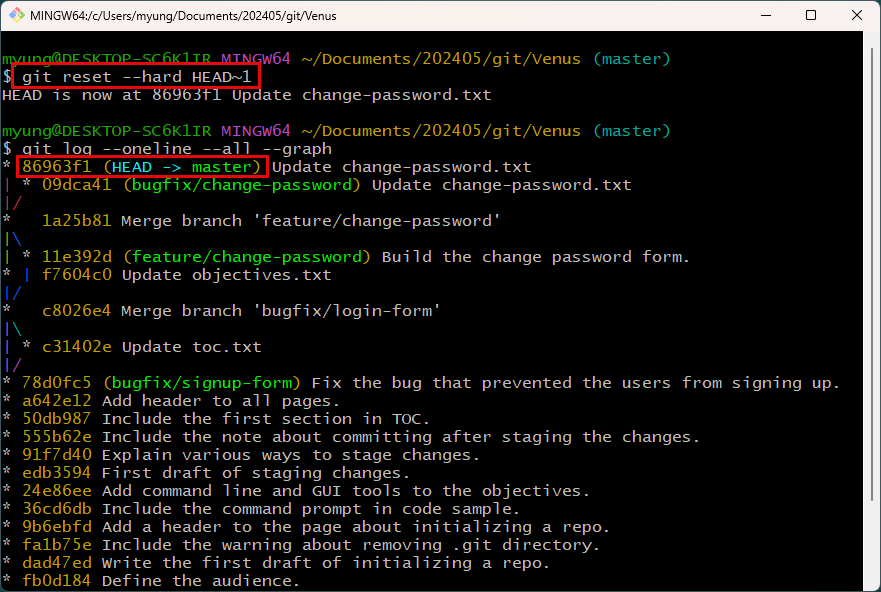 MINGW64:/c/Users/myung/Documents/202405/git/Venus
myung@DESKTOP-SC6K1IR MINGW64 ~/Documents/202405/git/Venus (master)
$ git reset --hard HEAD~1
HEAD is now at 86963f1 Update change-password.txt
myung@DESKTOP-SC6K1IR MINGW64 ~/Documents/202405/git/Venus (master)
$ git log --oneline --all --graph
* 86963f1 (HEAD -> master) Update change-password.txt
| * 09dca41 (bugfix/change-password) Update change-password.txt
|/
*   1a25b81 Merge branch 'feature/change-password'
|\
| * 11e392d (feature/change-password) Build the change password form.
* | f7604c0 Update objectives.txt
|/
*   c8026e4 Merge branch 'bugfix/login-form'
|\
| * c31402e Update toc.txt
|/
* 78d0fc5 (bugfix/signup-form) Fix the bug that prevented the users from signing up.
* a642e12 Add header to all pages.
* 50db987 Include the first section in TOC.
* 555b62e Include the note about committing after staging the changes.
* 91f7d40 Explain various ways to stage changes.
* edb3594 First draft of staging changes.
* 24e86ee Add command line and GUI tools to the objectives.
* 36cd6db Include the command prompt in code sample.
* 9b6ebfd Add a header to the page about initializing a repo.
* fa1b75e Include the warning about removing .git directory.
* dad47ed Write the first draft of initializing a repo.
* fb0d184 Define the audience.